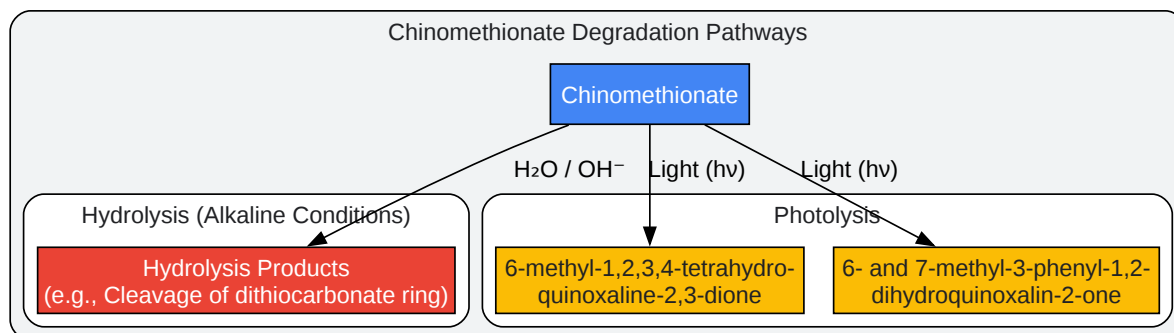 Chinomethionate Degradation Pathways
Chinomethionate
H₂O / OH⁻
Light (hν)
Light (hν)
Hydrolysis (Alkaline Conditions)
Photolysis
Hydrolysis Products
(e.g., Cleavage of dithiocarbonate ring)
6-methyl-1,2,3,4-tetrahydro-
quinoxaline-2,3-dione
6- and 7-methyl-3-phenyl-1,2-
dihydroquinoxalin-2-one